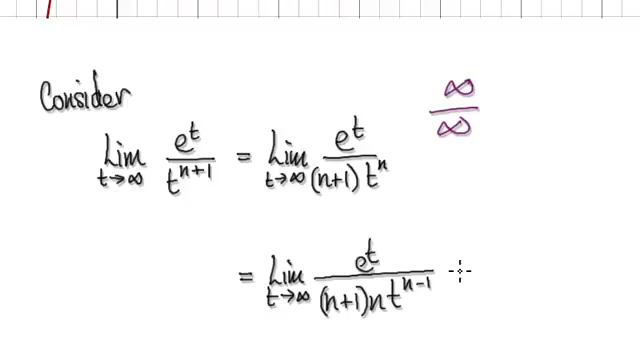 Consider
∞/∞
Lim t→∞ e^t/t^(n+1) = Lim t→∞ e^t/((n+1) t^n)
= Lim t→∞ e^t/((n+1)n t^(n-1))